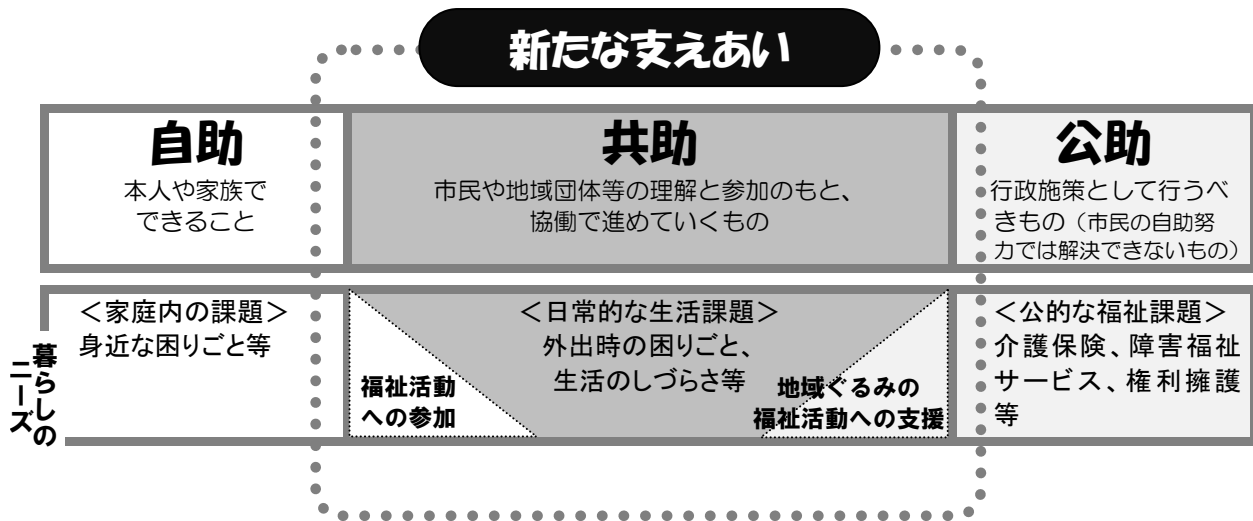 新たな支えあい
自助
本人や家族で
できること
共助
市民や地域団体等の理解と参加のもと、
協働で進めていくもの
公助
行政施策として行うべ
きもの（市民の自助努
力では解決できないもの）
暮らしの
ニーズ
＜家庭内の課題＞
身近な困りごと等
福祉活動
への参加
＜日常的な生活課題＞
外出時の困りごと、
生活のしづらさ等
地域ぐるみの
福祉活動への支援
＜公的な福祉課題＞
介護保険、障害福祉
サービス、権利擁護
等